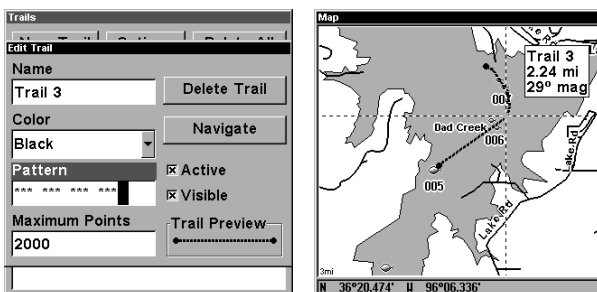 Trails
Edit Trail
Name
Trail 3
Delete Trail
Color
Black
Navigate
Pattern
*** *** *** ***
Active
Visible
Maximum Points
2000
Trail Preview
Map
Trail 3
2.24 mi
29° mag
004
Dad Creek
006
005
Lake Rd
Lake Rd
3mi
N 36°20.474' W 96°06.336'